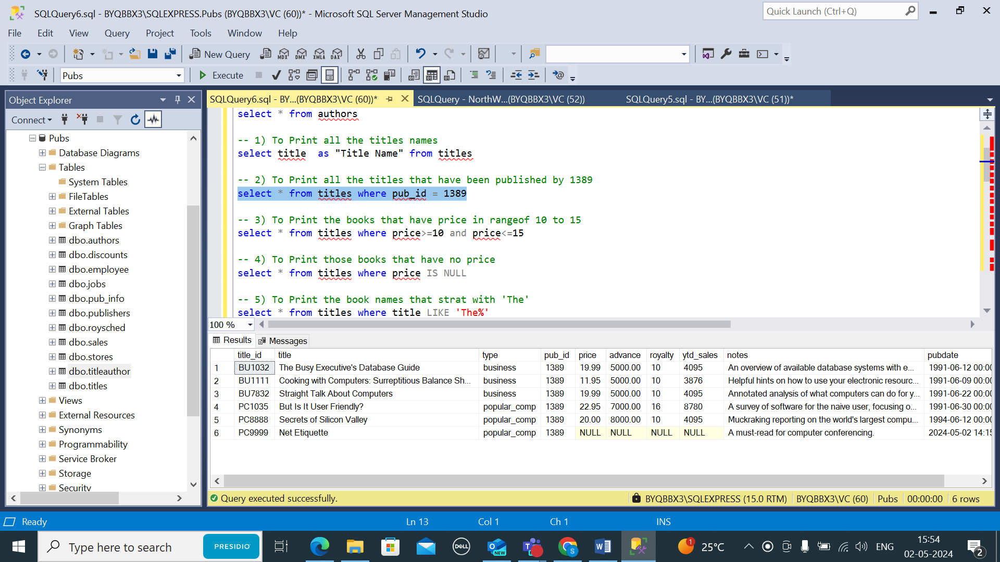 SQLQuery6.sql - BYQBBX3\SQLEXPRESS.Pubs (BYQBBX3\VC (60))* - Microsoft SQL Server Management Studio
Quick Launch (Ctrl+Q)
File Edit View Query Project Tools Window Help
New Query MDX DMX XMLA DAX
Pubs Execute
Object Explorer
Connect
Pubs
Database Diagrams
Tables
System Tables
FileTables
External Tables
Graph Tables
dbo.authors
dbo.discounts
dbo.employee
dbo.jobs
dbo.pub_info
dbo.publishers
dbo.roysched
dbo.sales
dbo.stores
dbo.titleauthor
dbo.titles
Views
External Resources
Synonyms
Programmability
Service Broker
Storage
Security
SQLQuery6.sql - BY...(BYQBBX3\VC (60))* SQLQuery - NorthW...(BYQBBX3\VC (52)) SQLQuery5.sql - BY...(BYQBBX3\VC (51))*
select * from authors
-- 1) To Print all the titles names
select title  as "Title Name" from titles
-- 2) To Print all the titles that have been published by 1389
select * from titles where pub_id = 1389
-- 3) To Print the books that have price in rangeof 10 to 15
select * from titles where price>=10 and price<=15
-- 4) To Print those books that have no price
select * from titles where price IS NULL
-- 5) To Print the book names that strat with 'The'
select * from titles where title LIKE 'The%'
100 %
Results Messages
title_id title type pub_id price advance royalty ytd_sales notes pubdate
1 BU1032 The Busy Executive's Database Guide business 1389 19.99 5000.00 10 4095 An overview of available database systems with e... 1991-06-12 00:00
2 BU1111 Cooking with Computers: Surreptitious Balance Sh... business 1389 11.95 5000.00 10 3876 Helpful hints on how to use your electronic resourc... 1991-06-09 00:00
3 BU7832 Straight Talk About Computers business 1389 19.99 5000.00 10 4095 Annotated analysis of what computers can do for y... 1991-06-22 00:00
4 PC1035 But Is It User Friendly? popular_comp 1389 22.95 7000.00 16 8780 A survey of software for the naive user, focusing o... 1991-06-30 00:00
5 PC8888 Secrets of Silicon Valley popular_comp 1389 20.00 8000.00 10 4095 Muckraking reporting on the world's largest compu... 1994-06-12 00:00
6 PC9999 Net Etiquette popular_comp 1389 NULL NULL NULL NULL A must-read for computer conferencing. 2024-05-02 14:15
Query executed successfully. BYQBBX3\SQLEXPRESS (15.0 RTM) BYQBBX3\VC (60) Pubs 00:00:00 6 rows
Ready Ln 13 Col 1 Ch 1 INS
Type here to search PRESIDIO DELL NEW 1 25°C ENG 15:54
02-05-2024 2